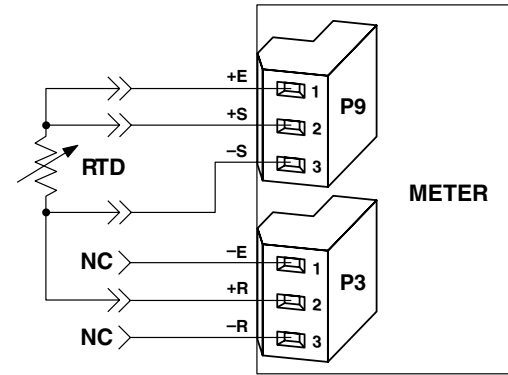 +E
1
P9
+S
2
–S
3
RTD
METER
NC
–E
1
P3
+R
2
NC
–R
3